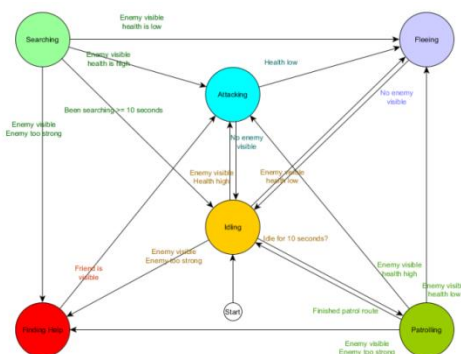 Searching
Enemy visible
health is low
Fleeing
Enemy visible
health is high
Health low
Attacking
No enemy
visible
Been searching >= 10 seconds
Enemy visible
Enemy too strong
No enemy
visible
Enemy visible
Health high
Enemy visible
health low
Idling
Idle for 10 seconds?
Enemy visible
Enemy too strong
Friend is
visible
Enemy visible
health high
Enemy visible
health low
Start
Finished patrol route
Finding Help
Patrolling
Enemy visible
Enemy too strong